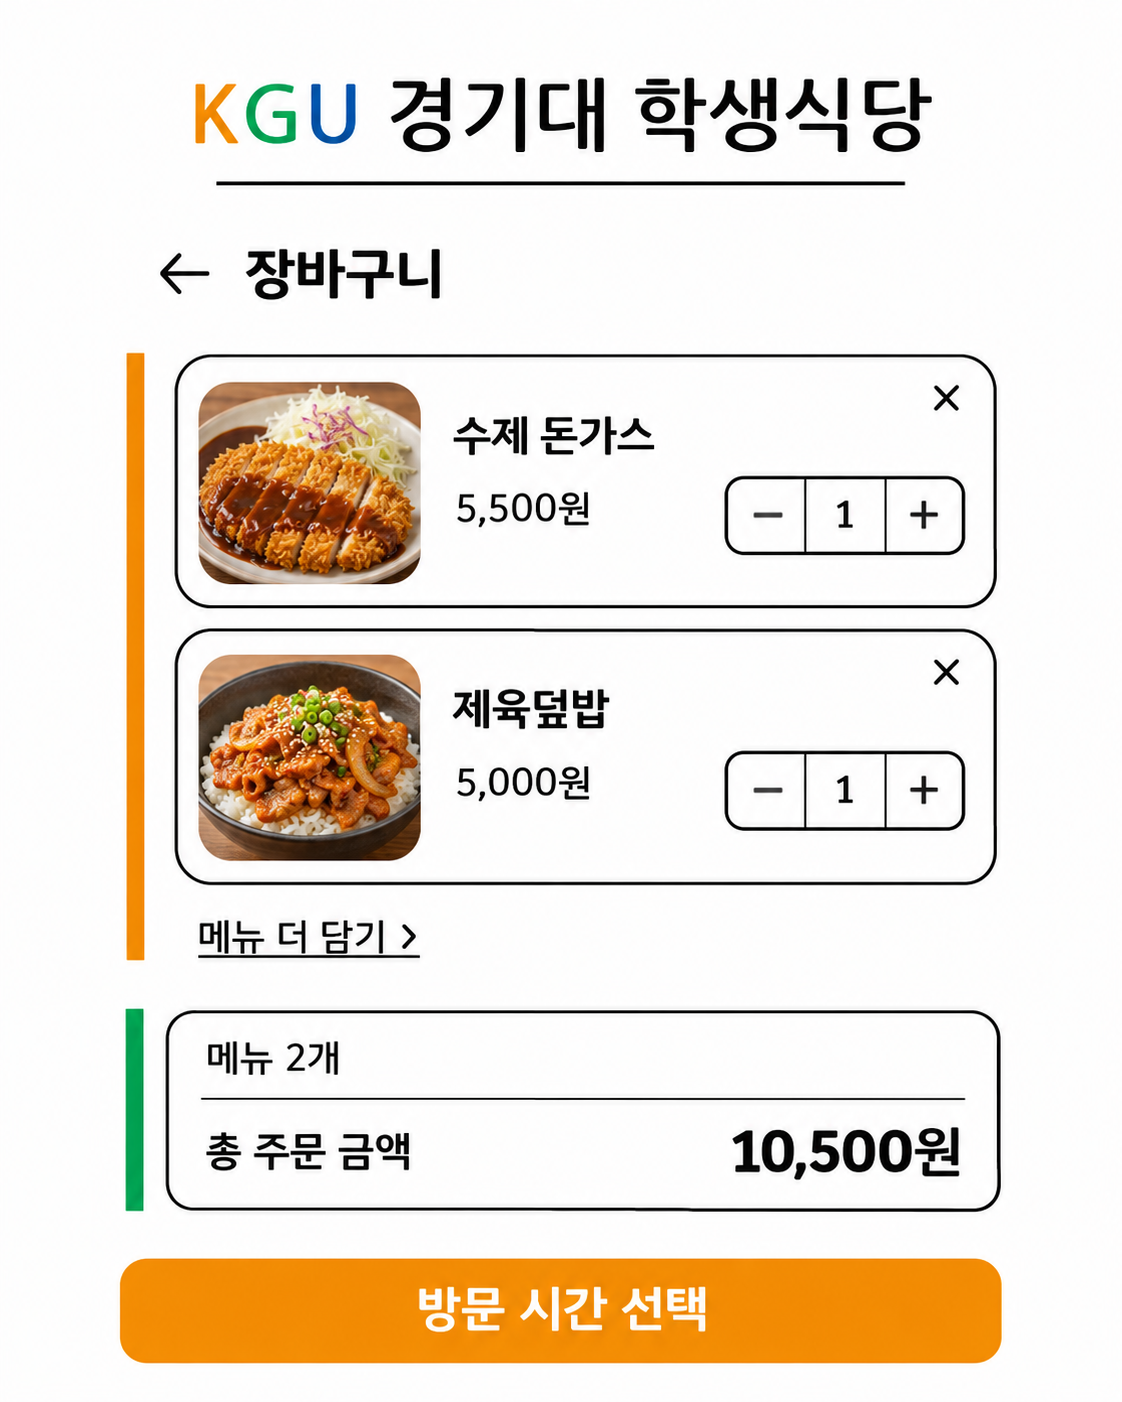 KGU 경기대 학생식당
← 장바구니
×
수제 돈가스
5,500원
− 1 +
×
제육덮밥
5,000원
− 1 +
메뉴 더 담기 >
메뉴 2개
총 주문 금액 10,500원
방문 시간 선택